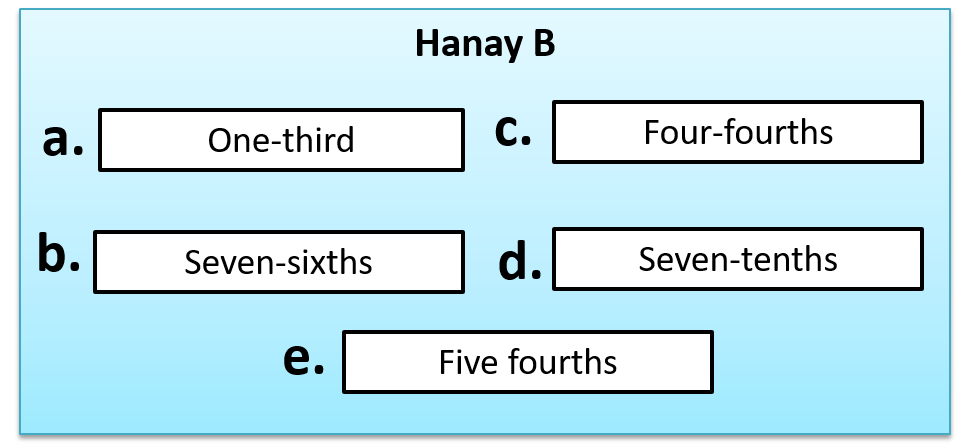 Hanay B
a. One-third
c. Four-fourths
b. Seven-sixths
d. Seven-tenths
e. Five fourths